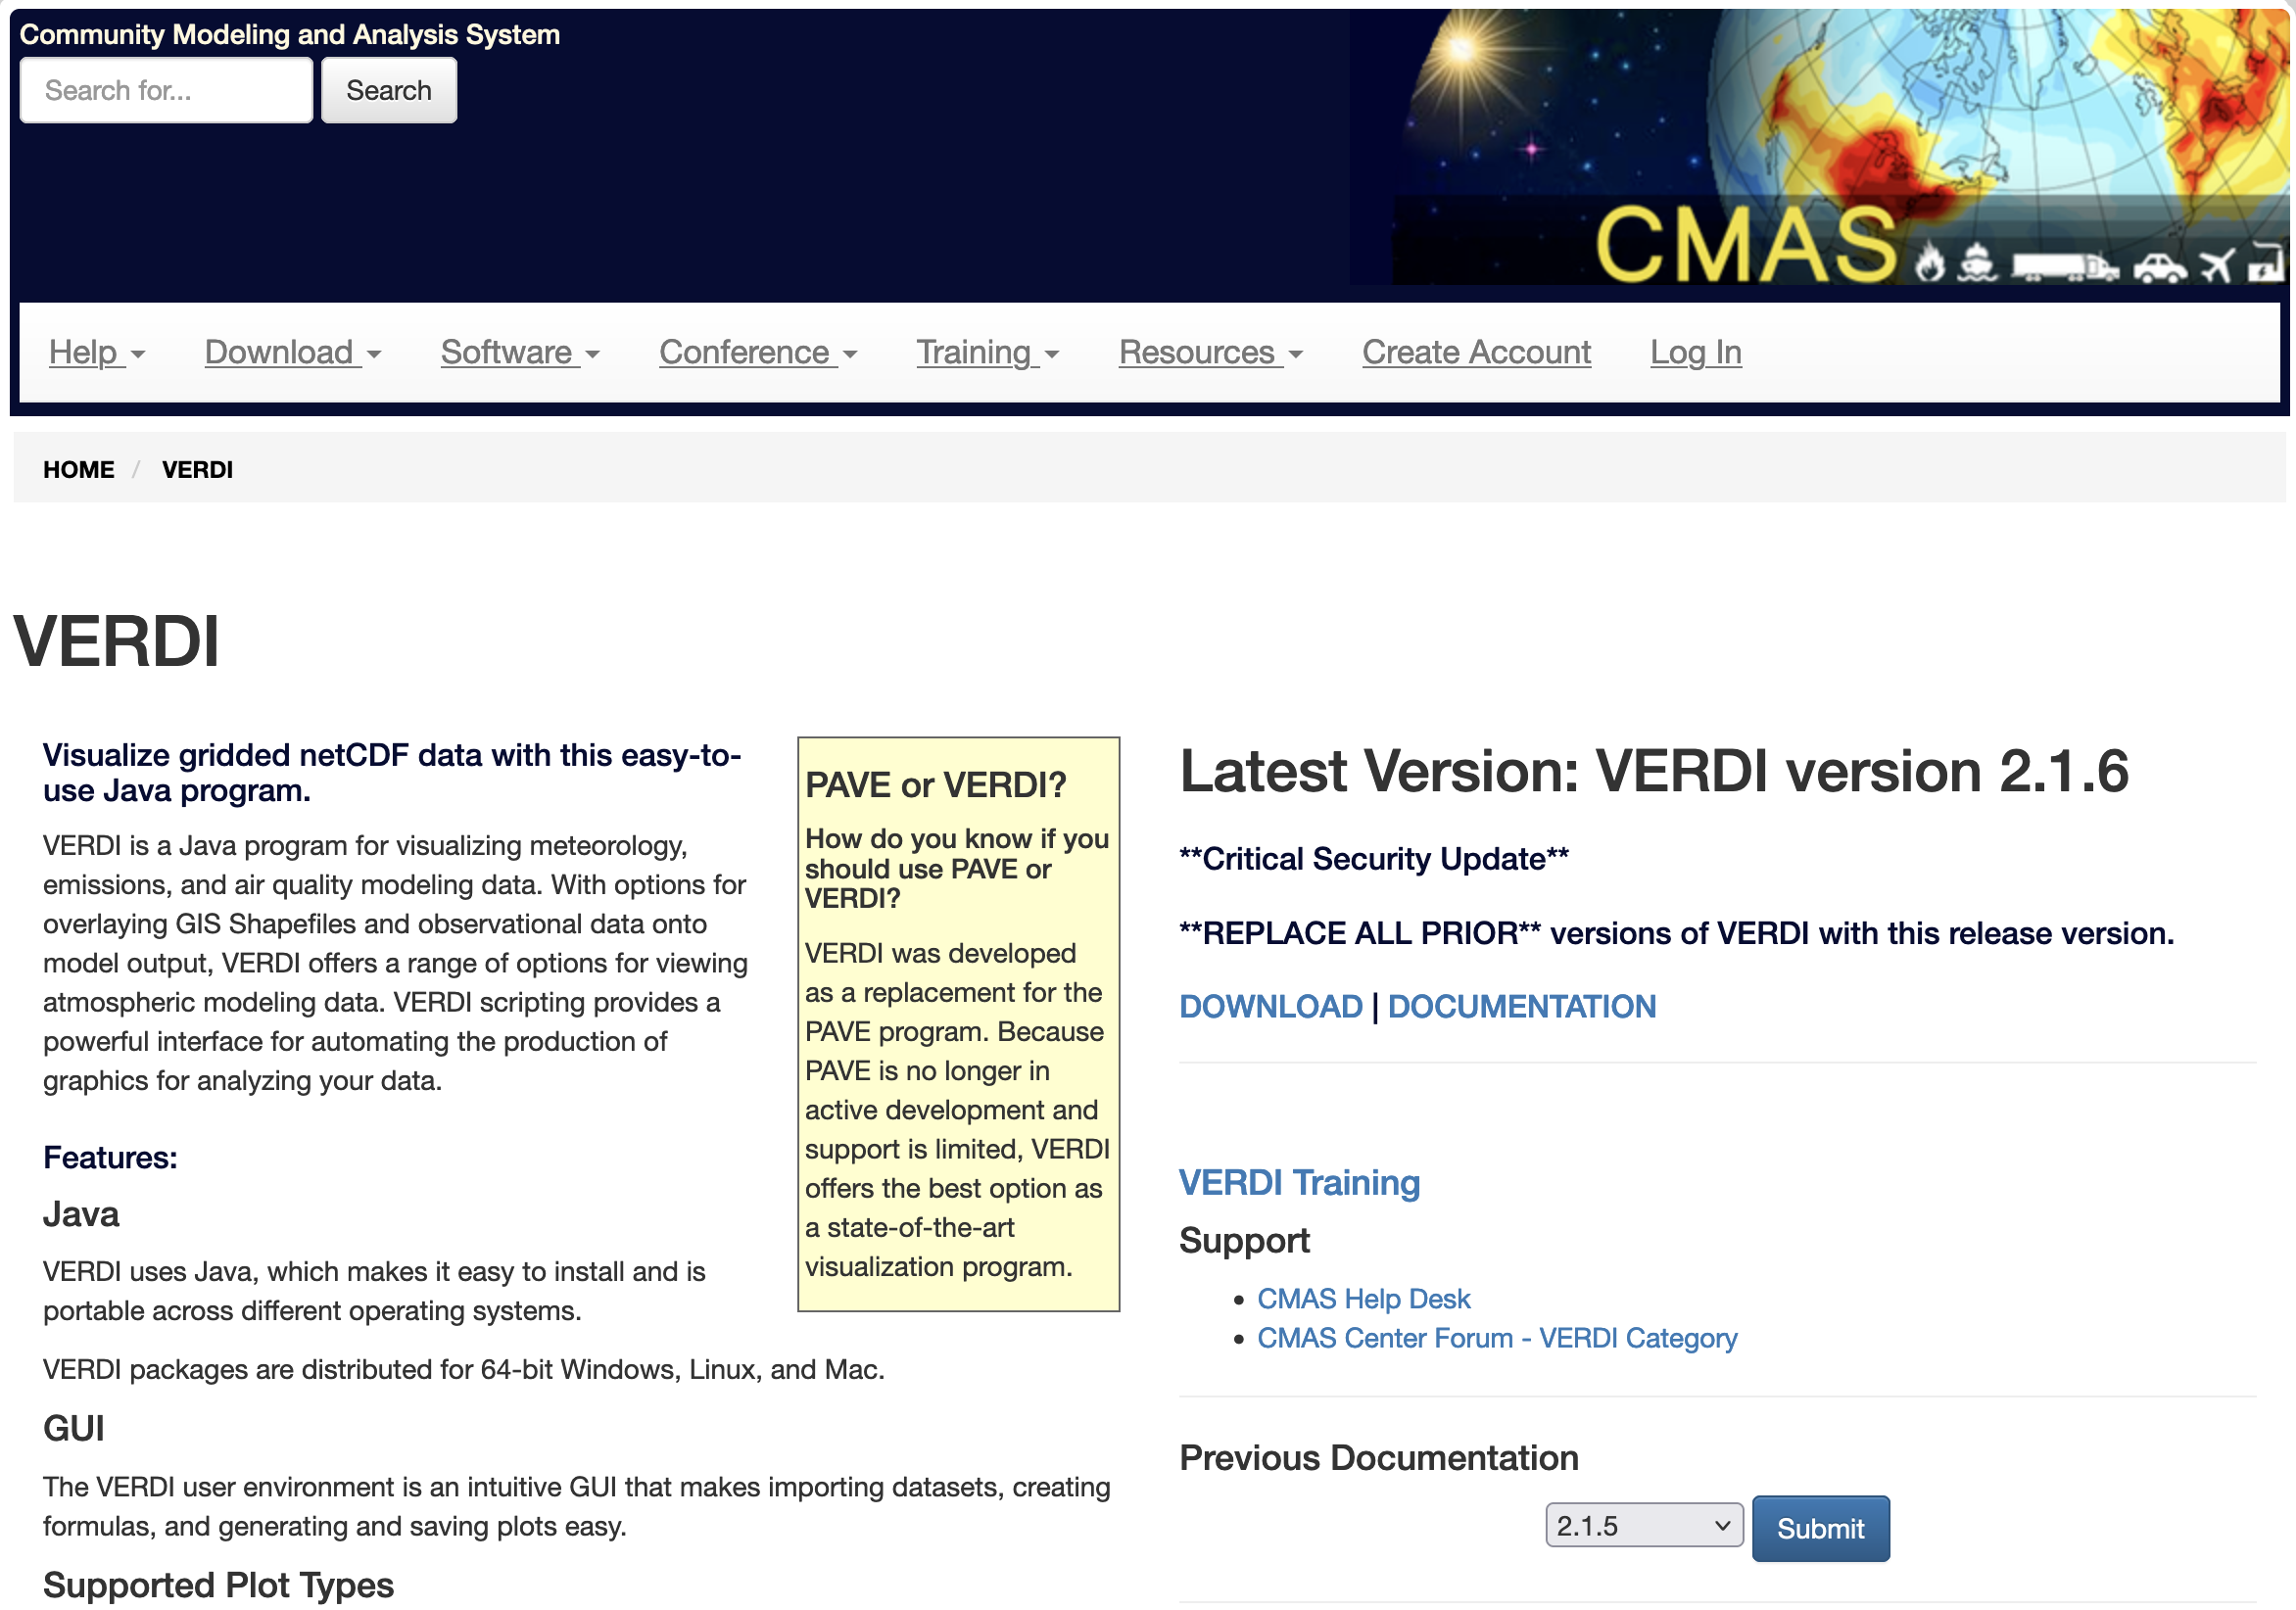 Community Modeling and Analysis System
Search for...
Search
CMAS
Help
Download
Software
Conference
Training
Resources
Create Account
Log In
HOME / VERDI
VERDI
Visualize gridded netCDF data with this easy-to-
use Java program.
VERDI is a Java program for visualizing meteorology,
emissions, and air quality modeling data. With options for
overlaying GIS Shapefiles and observational data onto
model output, VERDI offers a range of options for viewing
atmospheric modeling data. VERDI scripting provides a
powerful interface for automating the production of
graphics for analyzing your data.
Features:
Java
VERDI uses Java, which makes it easy to install and is
portable across different operating systems.
VERDI packages are distributed for 64-bit Windows, Linux, and Mac.
GUI
The VERDI user environment is an intuitive GUI that makes importing datasets, creating
formulas, and generating and saving plots easy.
Supported Plot Types
PAVE or VERDI?
How do you know if you
should use PAVE or
VERDI?
VERDI was developed
as a replacement for the
PAVE program. Because
PAVE is no longer in
active development and
support is limited, VERDI
offers the best option as
a state-of-the-art
visualization program.
Latest Version: VERDI version 2.1.6
**Critical Security Update**
**REPLACE ALL PRIOR** versions of VERDI with this release version.
DOWNLOAD | DOCUMENTATION
VERDI Training
Support
• CMAS Help Desk
• CMAS Center Forum - VERDI Category
Previous Documentation
2.1.5
Submit